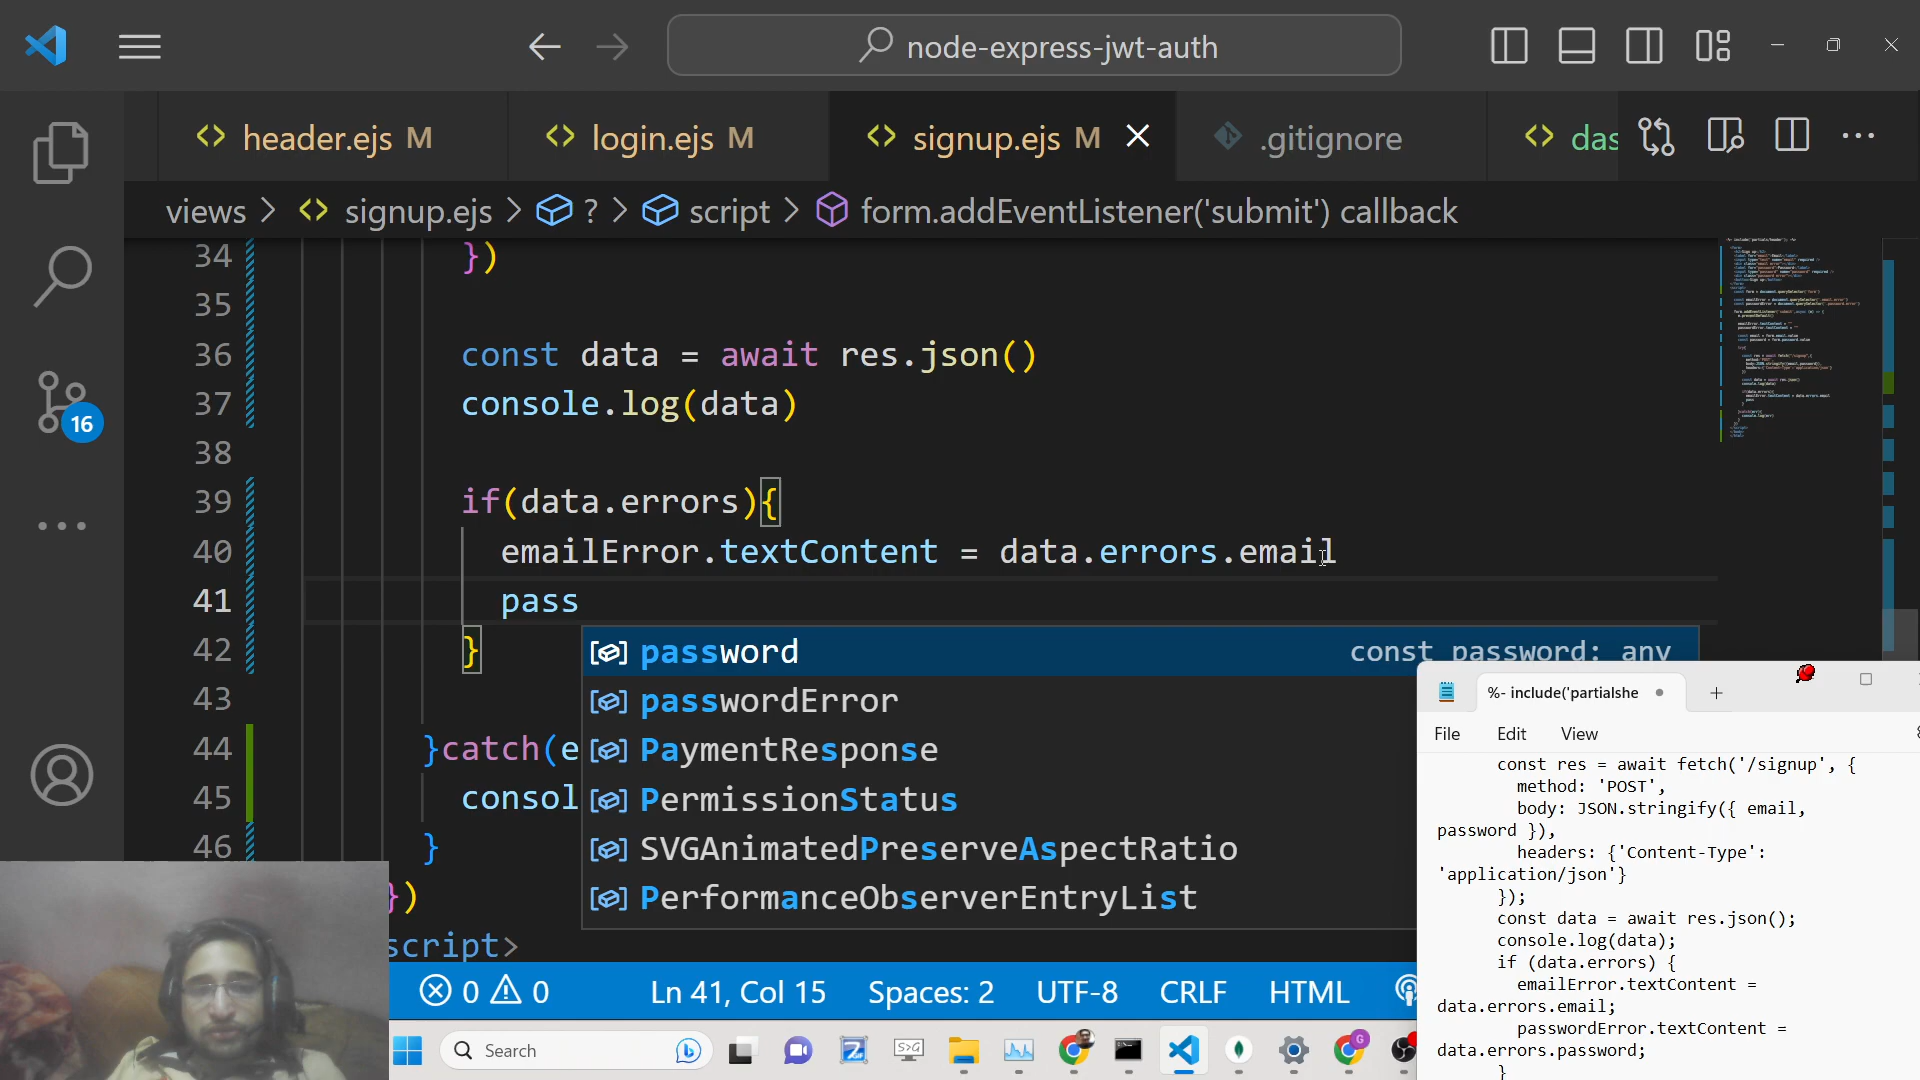 node-express-jwt-auth
header.ejs M
login.ejs M
signup.ejs M
.gitignore
das
views > signup.ejs > ? > script > form.addEventListener('submit') callback
34 })
35
36 const data = await res.json()
37 console.log(data)
38
39 if(data.errors){
40 emailError.textContent = data.errors.email
41 pass
42 }
password const password: any
43
passwordError
44 }catch(e
PaymentResponse
45 consol
PermissionStatus
46 }
SVGAnimatedPreserveAspectRatio
})
PerformanceObserverEntryList
script>
16
%- include('partialshe
File Edit View
const res = await fetch('/signup', {
method: 'POST',
body: JSON.stringify({ email,
password }),
headers: {'Content-Type':
'application/json'}
});
const data = await res.json();
console.log(data);
if (data.errors) {
emailError.textContent =
data.errors.email;
passwordError.textContent =
data.errors.password;
}
0 0 Ln 41, Col 15 Spaces: 2 UTF-8 CRLF HTML
Search